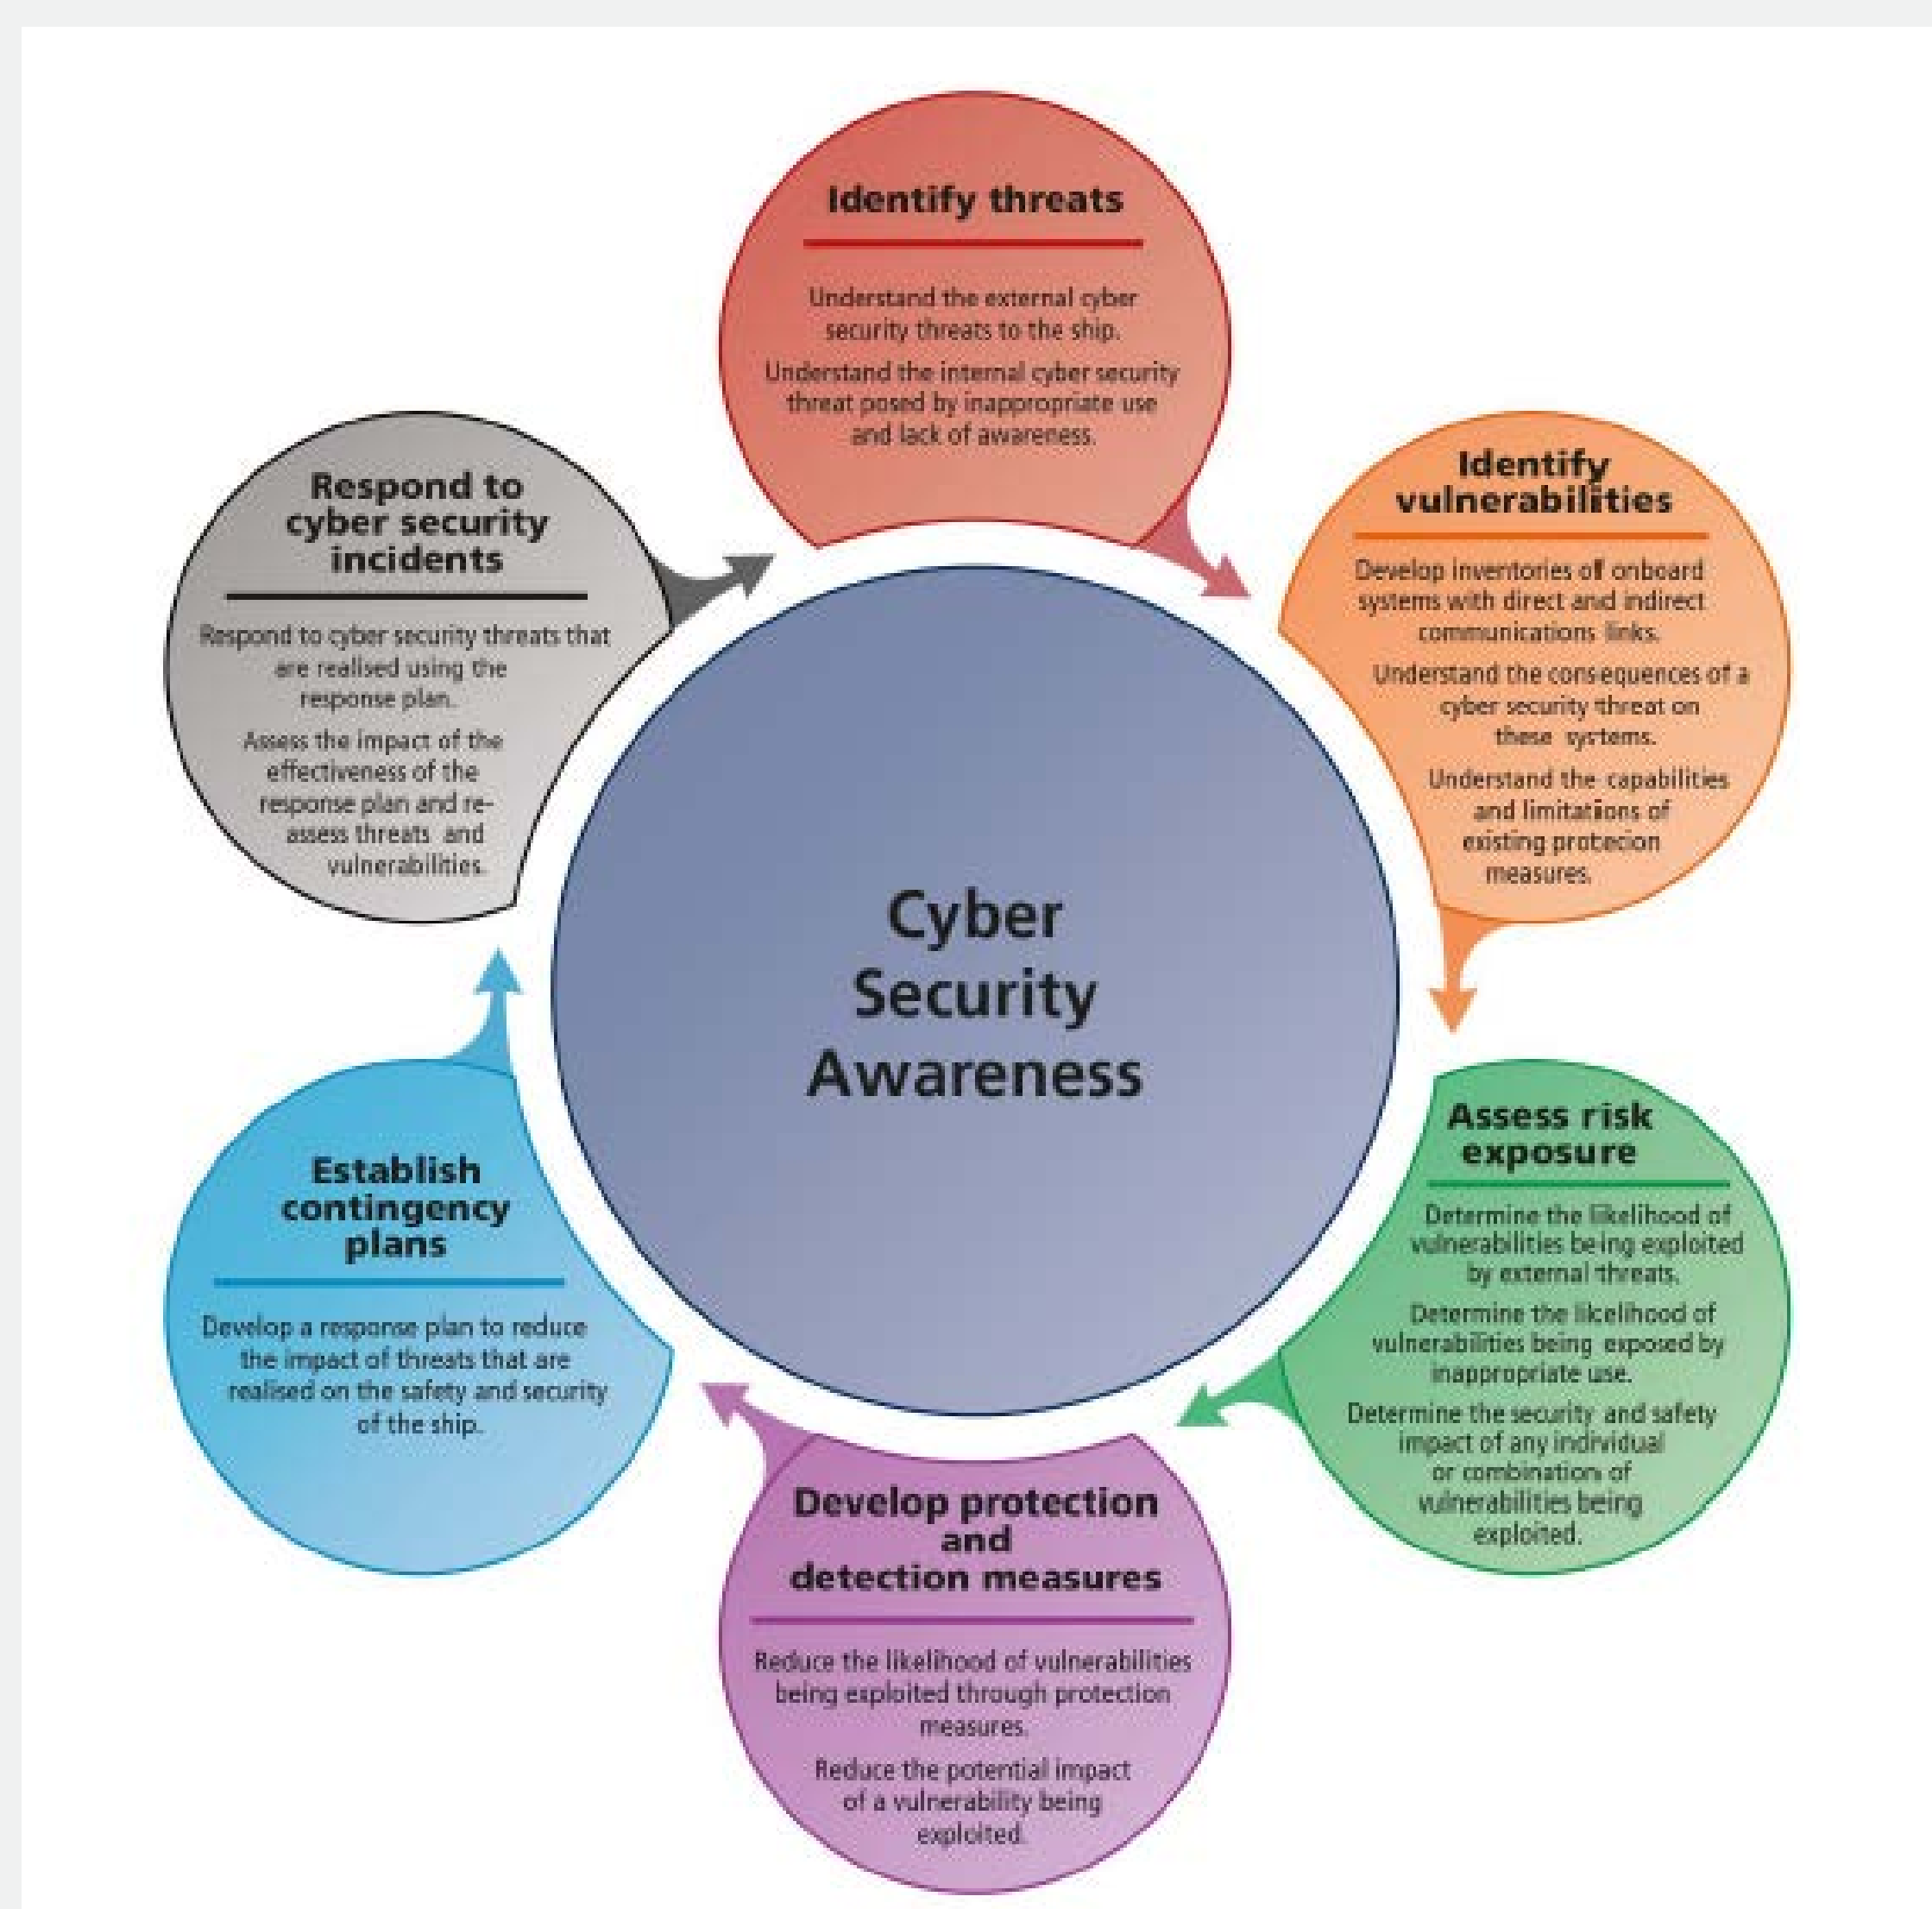 Identify threats
Understand the external cyber
security threats to the ship.
Understand the internal cyber security
threat posed by inappropriate use
and lack of awareness.
Identify
vulnerabilities
Develop inventories of onboard
systems with direct and indirect
communications links.
Understand the consequences of a
cyber security threat on
these systems.
Understand the capabilities
and limitations of
existing protecion
measures.
Assess risk
exposure
Determine the likelihood of
vulnerabilities being exploited
by external threats.
Determine the likelihood of
vulnerabilities being exposed by
inappropriate use.
Determine the security and safety
impact of any individual
or combination of
vulnerabilities being
exploited.
Develop protection
and
detection measures
Reduce the likelihood of vulnerabilities
being exploited through protection
measures.
Reduce the potential impact
of a vulnerability being
exploited.
Establish
contingency
plans
Develop a response plan to reduce
the impact of threats that are
realised on the safety and security
of the ship.
Respond to
cyber security
incidents
Respond to cyber security threats that
are realised using the
response plan.
Assess the impact of the
effectiveness of the
response plan and re-
assess threats and
vulnerabilities.
Cyber
Security
Awareness